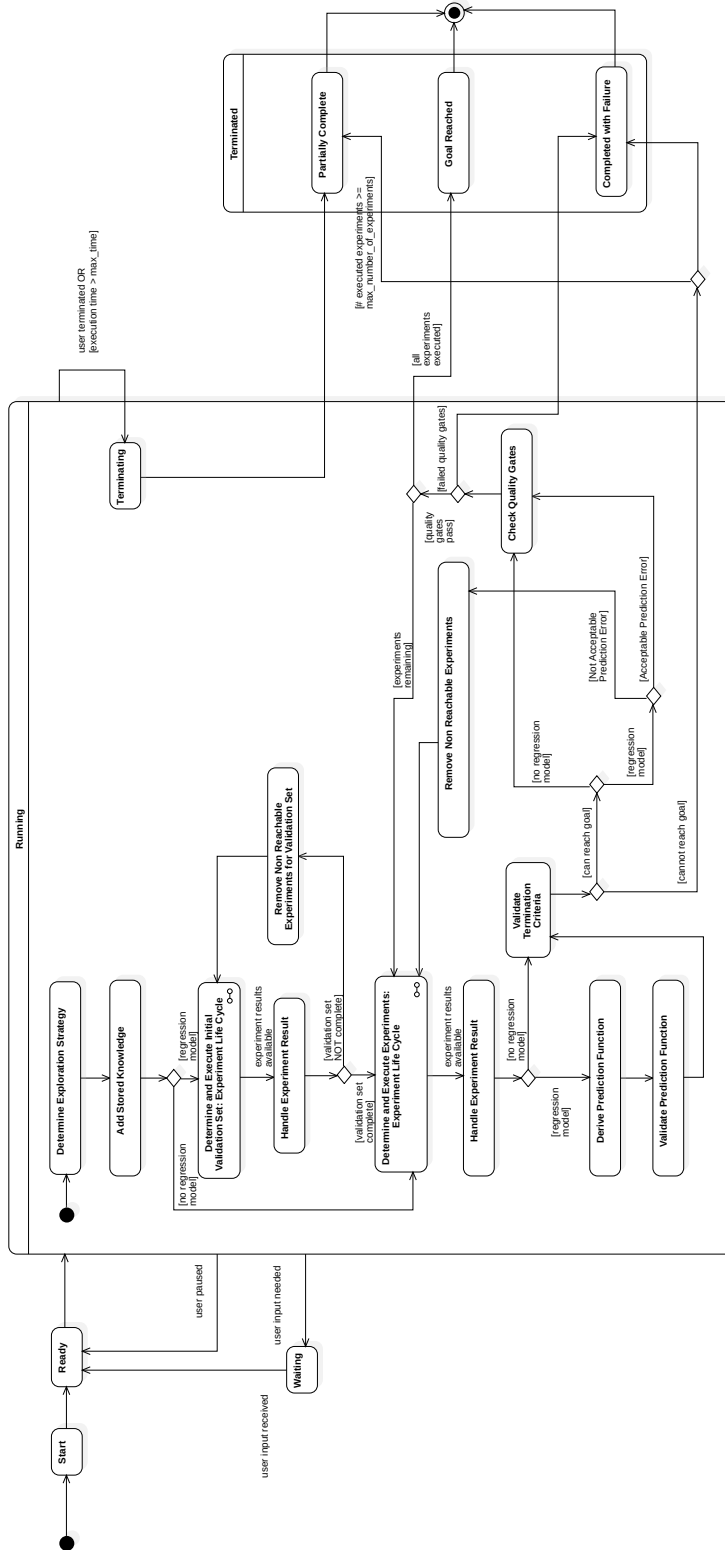 Start
Ready
user input received
Waiting
user paused
user input needed
Running
Determine Exploration Strategy
Add Stored Knowledge
[no regression
model]
[regression
model]
Determine and Execute Initial
Validation Set: Experiment Life Cycle
experiment results
available
Handle Experiment Result
[validation set
NOT complete]
[validation set
complete]
Remove Non Reachable
Experiments for Validation Set
Determine and Execute Experiments:
Experiment Life Cycle
experiment results
available
Handle Experiment Result
[no regression
model]
[regression
model]
Derive Prediction Function
Validate Prediction Function
Validate
Termination
Criteria
[can reach goal]
[cannot reach goal]
[no regression
model]
[regression
model]
[Not Acceptable
Prediction Error]
[Acceptable Prediction Error]
Remove Non Reachable Experiments
[experiments
remaining]
Check Quality Gates
[quality
gates
pass]
[failed quality gates]
[all
experiments
executed]
Terminating
user terminated OR
[execution time > max_time]
[# executed experiments >=
max_number_of_experiments]
Terminated
Partially Complete
Goal Reached
Completed with Failure